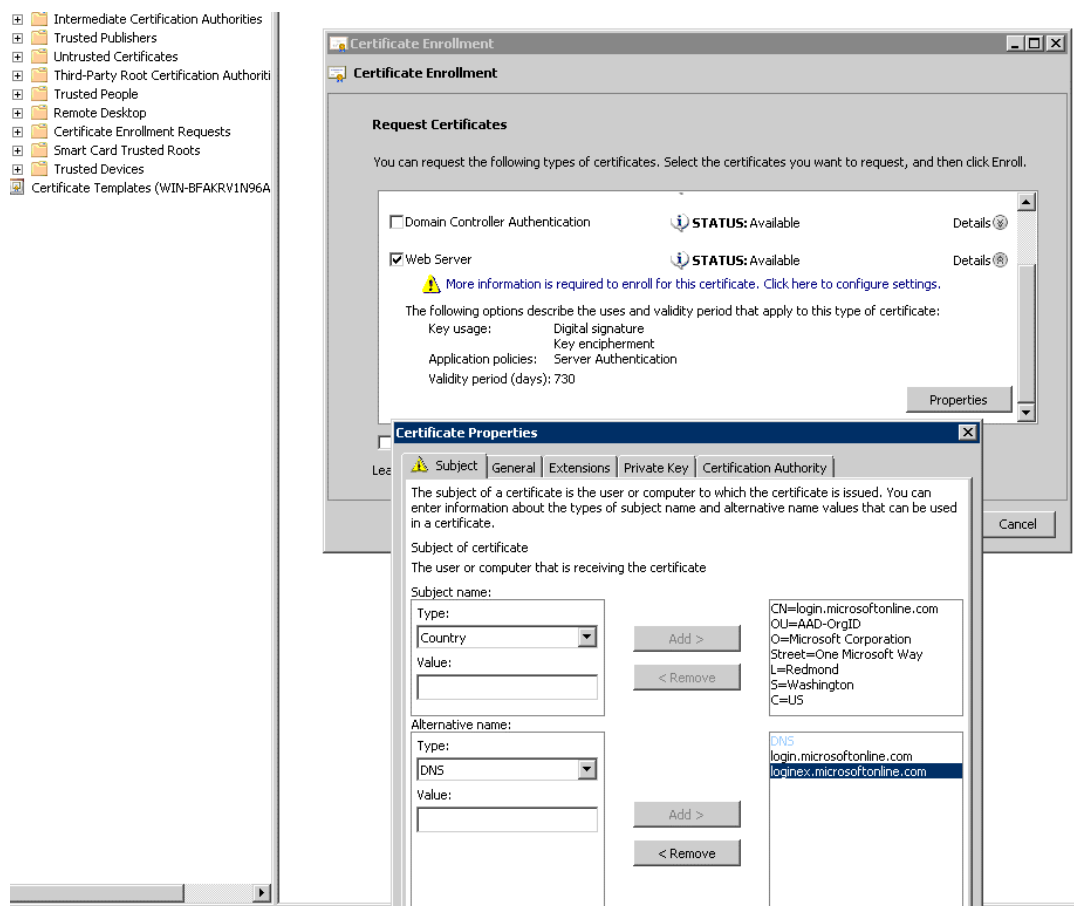 Intermediate Certification Authorities
Trusted Publishers
Untrusted Certificates
Third-Party Root Certification Authoriti
Trusted People
Remote Desktop
Certificate Enrollment Requests
Smart Card Trusted Roots
Trusted Devices
Certificate Templates (WIN-BFAKRV1N96A
Certificate Enrollment
Certificate Enrollment
Request Certificates
You can request the following types of certificates. Select the certificates you want to request, and then click Enroll.
Domain Controller Authentication STATUS: Available Details
Web Server STATUS: Available Details
More information is required to enroll for this certificate. Click here to configure settings.
The following options describe the uses and validity period that apply to this type of certificate:
Key usage: Digital signature
Key encipherment
Application policies: Server Authentication
Validity period (days): 730
Properties
Lea
Cancel
Certificate Properties
Subject General Extensions Private Key Certification Authority
The subject of a certificate is the user or computer to which the certificate is issued. You can
enter information about the types of subject name and alternative name values that can be used
in a certificate.
Subject of certificate
The user or computer that is receiving the certificate
Subject name:
Type:
Country
Value:
Add >
< Remove
CN=login.microsoftonline.com
OU=AAD-OrgID
O=Microsoft Corporation
Street=One Microsoft Way
L=Redmond
S=Washington
C=US
Alternative name:
Type:
DNS
Value:
Add >
< Remove
DNS
login.microsoftonline.com
loginex.microsoftonline.com